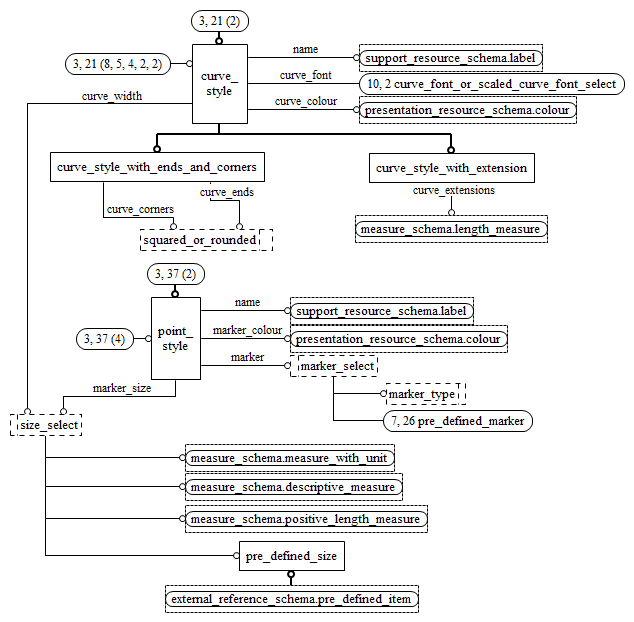 3, 21 (2)
3, 21 (8, 5, 4, 2, 2)
curve_
style
name
support_resource_schema.label
curve_font
10, 2 curve_font_or_scaled_curve_font_select
curve_colour
presentation_resource_schema.colour
curve_width
curve_style_with_ends_and_corners
curve_style_with_extension
curve_ends
curve_extensions
curve_corners
squared_or_rounded
measure_schema.length_measure
3, 37 (2)
3, 37 (4)
point_
style
name
support_resource_schema.label
marker_colour
presentation_resource_schema.colour
marker
marker_select
marker_size
marker_type
7, 26 pre_defined_marker
size_select
measure_schema.measure_with_unit
measure_schema.descriptive_measure
measure_schema.positive_length_measure
pre_defined_size
external_reference_schema.pre_defined_item